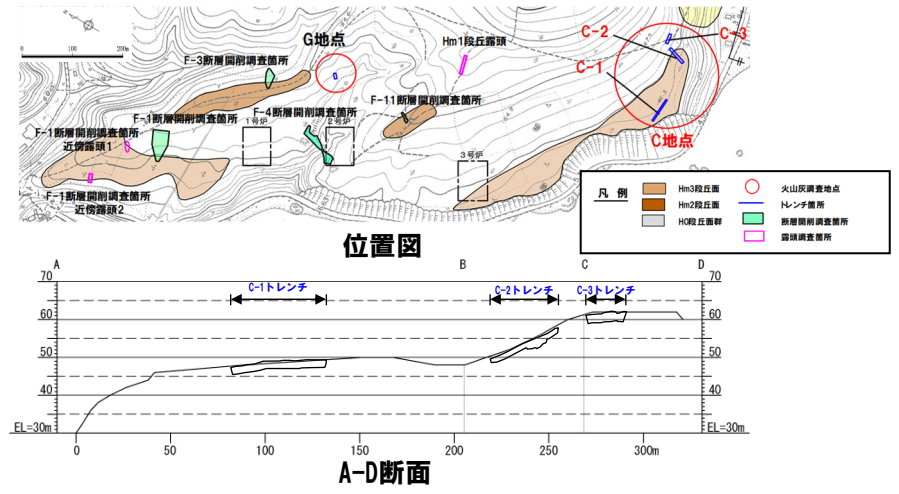 0 100 200m
G地点
Hm1段丘露頭
C-2
C-3
C-1
C地点
F-3断層開削調査箇所
F-11断層開削調査箇所
F-4断層開削調査箇所
F-1断層開削調査箇所
F-1断層開削調査箇所
近傍露頭1
F-1断層開削調査箇所
近傍露頭2
1号炉
2号炉
3号炉
凡例
Hm3段丘面
Hm2段丘面
H0段丘面群
火山灰調査地点
トレンチ箇所
断層開削調査箇所
露頭調査箇所
位置図
A B C D
C-1トレンチ
C-2トレンチ
C-3トレンチ
70 70
60 60
50 50
40 40
EL=30m EL=30m
0 50 100 150 200 250 300m
A-D断面